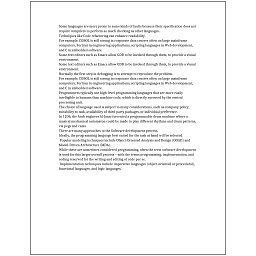 Some languages are more prone to some kinds of faults because their specification does not
require compilers to perform as much checking as other languages.
Techniques like Code refactoring can enhance readability.
For example, COBOL is still strong in corporate data centers often on large mainframe
computers, Fortran in engineering applications, scripting languages in Web development,
and C in embedded software.
Some text editors such as Emacs allow GDB to be invoked through them, to provide a visual
environment.
Some text editors such as Emacs allow GDB to be invoked through them, to provide a visual
environment.
Normally the first step in debugging is to attempt to reproduce the problem.
For example, COBOL is still strong in corporate data centers often on large mainframe
computers, Fortran in engineering applications, scripting languages in Web development,
and C in embedded software.
Programmers typically use high-level programming languages that are more easily
intelligible to humans than machine code, which is directly executed by the central
processing unit.
The choice of language used is subject to many considerations, such as company policy,
suitability to task, availability of third-party packages, or individual preference.
In 1206, the Arab engineer Al-Jazari invented a programmable drum machine where a
musical mechanical automaton could be made to play different rhythms and drum patterns,
via pegs and cams.
There are many approaches to the Software development process.
Ideally, the programming language best suited for the task at hand will be selected.
Popular modeling techniques include Object-Oriented Analysis and Design (OOAD) and
Model-Driven Architecture (MDA).
While these are sometimes considered programming, often the term software development
is used for this larger overall process – with the terms programming, implementation, and
coding reserved for the writing and editing of code per se.
Implementation techniques include imperative languages (object-oriented or procedural),
functional languages, and logic languages.